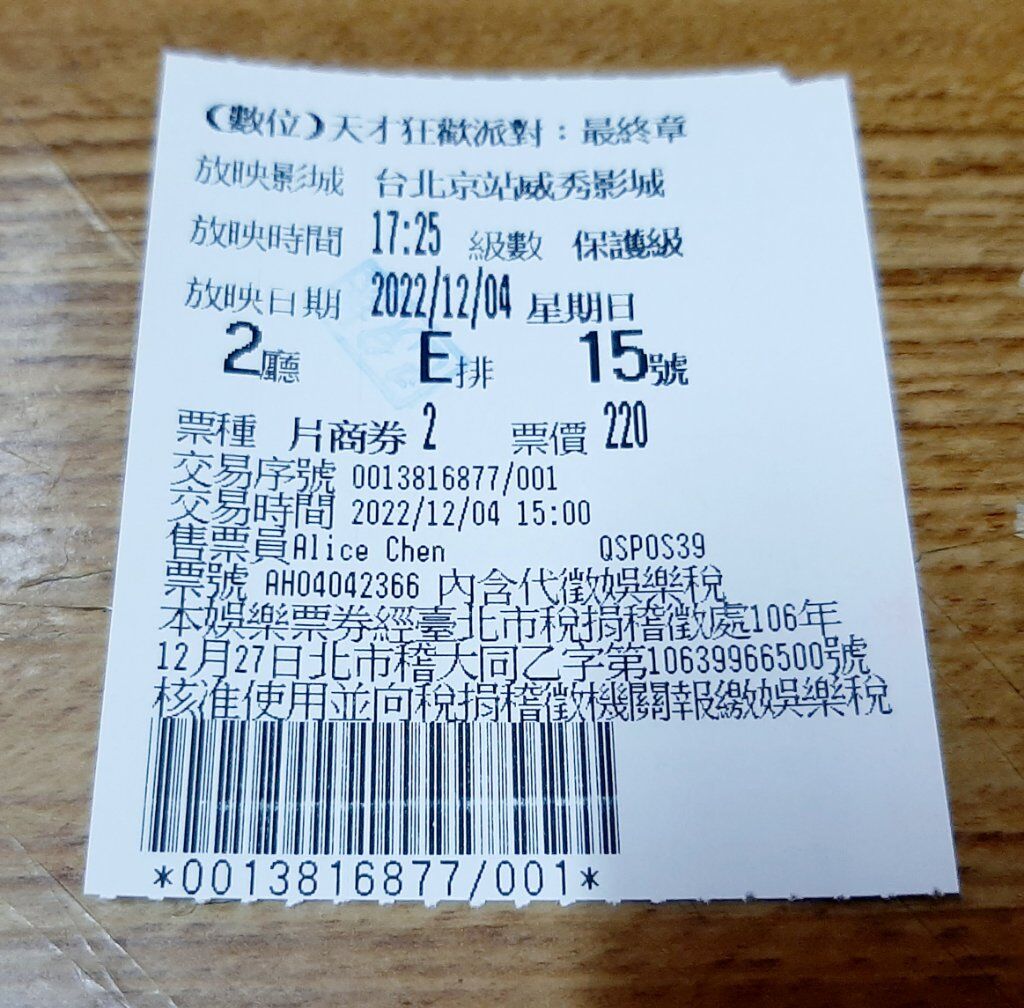 (數位)天才狂歡派對：最終章
放映影城 台北京站威秀影城
放映時間 17:25 級數 保護級
放映日期 2022/12/04 星期日
2廳 E排 15號
票種 片商券2 票價 220
交易序號 0013816877/001
交易時間 2022/12/04 15:00
售票員Alice Chen QSPOS39
票號 AH04042366 內含代徵娛樂稅
本娛樂票券經臺北市稅捐稽徵處106年
12月27日北市稽大同乙字第10639966500號
核准使用並向稅捐稽徵機關報繳娛樂稅
*0013816877/001*